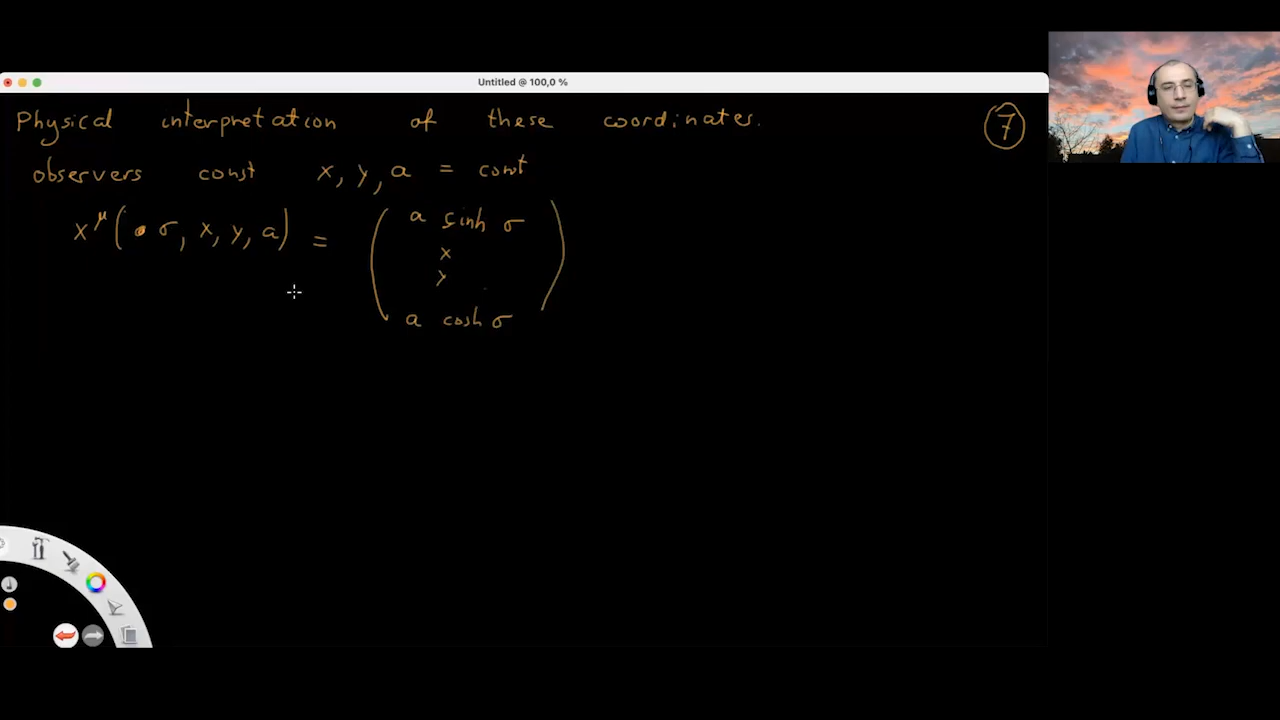 Untitled @ 100,0 %
Physical interpretation of these coordinates. 7
observers const x, y, a = const
x^μ (σ, x, y, a) = ( a sinh σ
x
y
a cosh σ )